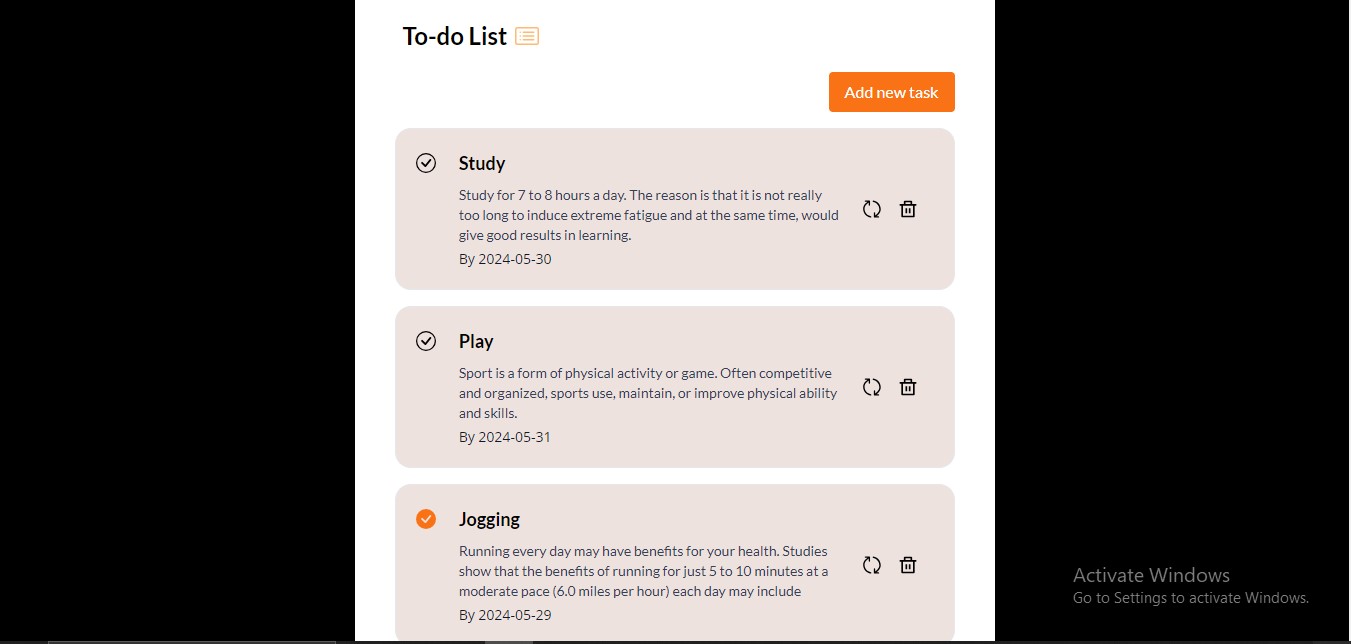 To-do List
Add new task
Study
Study for 7 to 8 hours a day. The reason is that it is not really
too long to induce extreme fatigue and at the same time, would
give good results in learning.
By 2024-05-30
Play
Sport is a form of physical activity or game. Often competitive
and organized, sports use, maintain, or improve physical ability
and skills.
By 2024-05-31
Jogging
Running every day may have benefits for your health. Studies
show that the benefits of running for just 5 to 10 minutes at a
moderate pace (6.0 miles per hour) each day may include
By 2024-05-29
Activate Windows
Go to Settings to activate Windows.